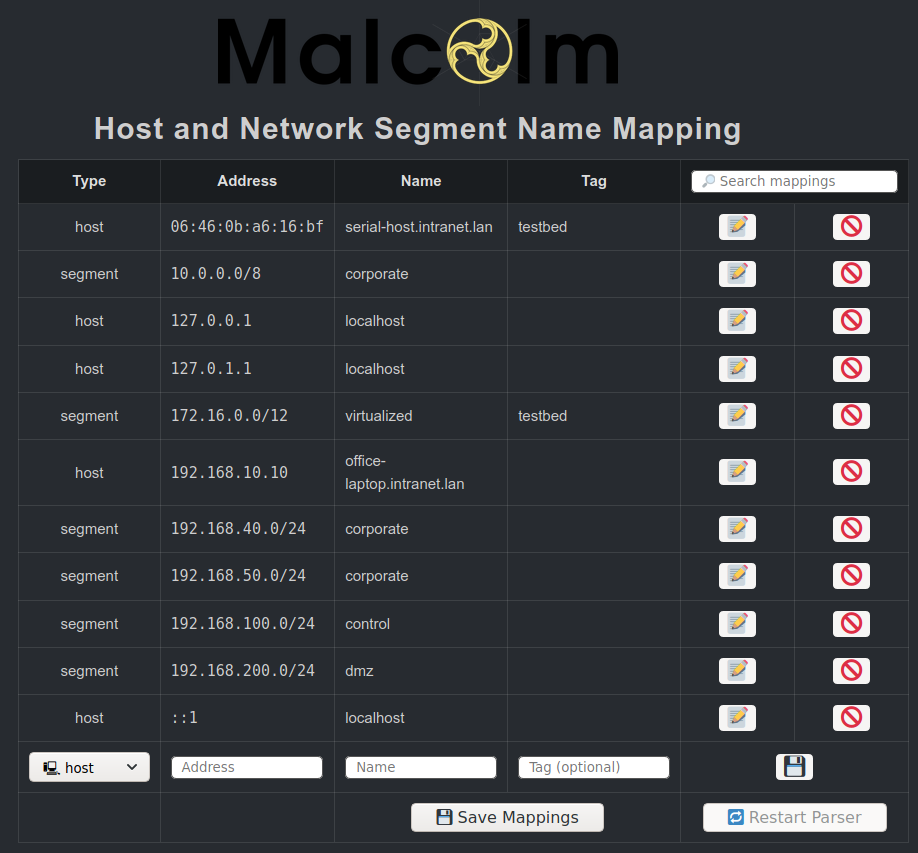 Malcolm
Host and Network Segment Name Mapping
Type Address Name Tag Search mappings
host 06:46:0b:a6:16:bf serial-host.intranet.lan testbed
segment 10.0.0.0/8 corporate
host 127.0.0.1 localhost
host 127.0.1.1 localhost
segment 172.16.0.0/12 virtualized testbed
host 192.168.10.10 office-
laptop.intranet.lan
segment 192.168.40.0/24 corporate
segment 192.168.50.0/24 corporate
segment 192.168.100.0/24 control
segment 192.168.200.0/24 dmz
host ::1 localhost
host Address Name Tag (optional)
Save Mappings Restart Parser